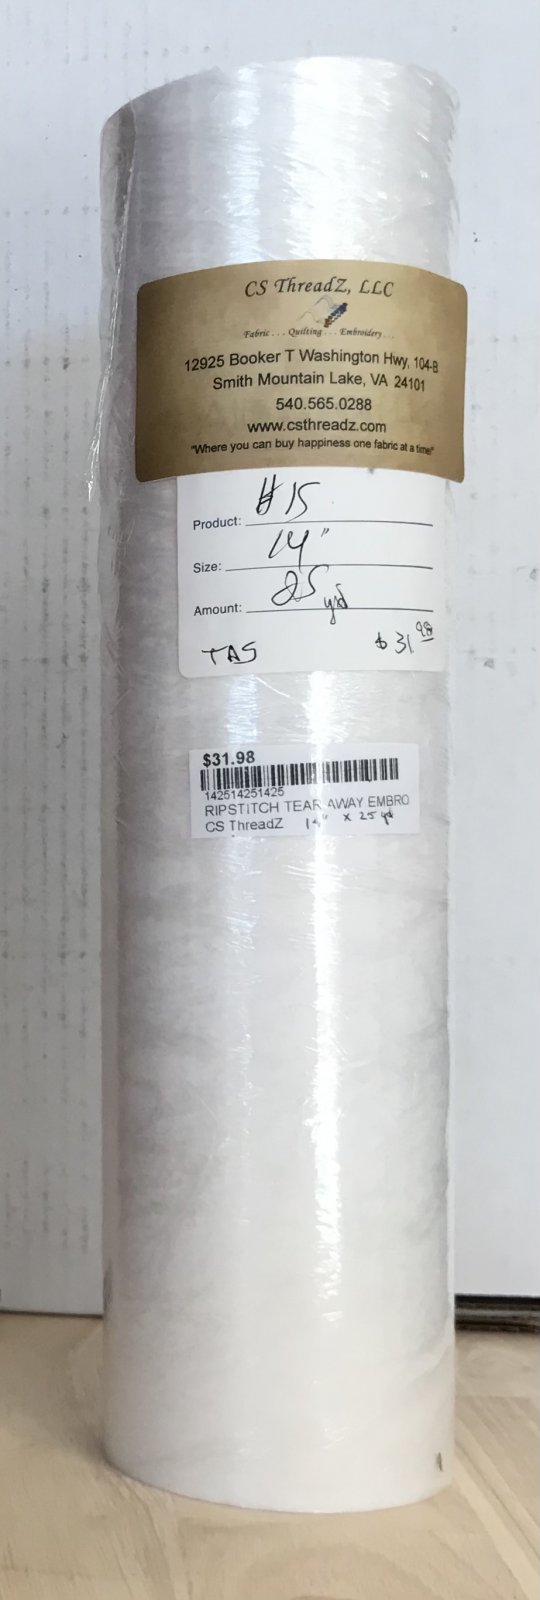 CS ThreadZ, LLC
Fabric . . . Quilting . . . Embroidery . . .
12925 Booker T Washington Hwy, 104-B
Smith Mountain Lake, VA 24101
540.565.0288
www.csthreadz.com
"Where you can buy happiness one fabric at a time"
Product: #15
Size: 14"
Amount: 25 yd
TAS $31.98
$31.98
142514251425
RIPSTITCH TEAR AWAY EMBRO
CS ThreadZ 14" x 25 yd